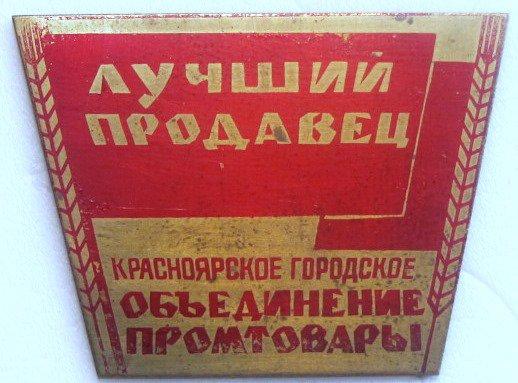 ЛУЧШИЙ
ПРОДАВЕЦ
КРАСНОЯРСКОЕ ГОРОДСКОЕ
ОБЪЕДИНЕНИЕ
ПРОМТОВАРЫ